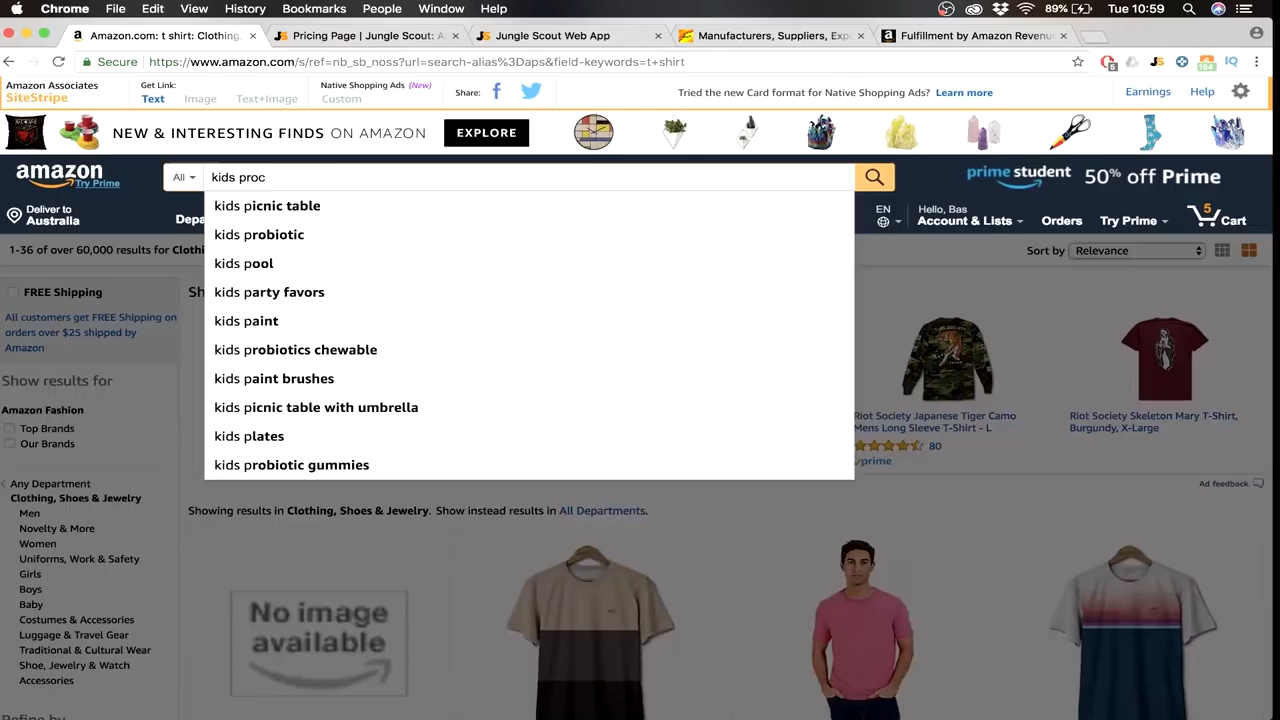 Chrome File Edit View History Bookmarks People Window Help 89% Tue 10:59
Amazon.com: t shirt: Clothing, Pricing Page | Jungle Scout: A Jungle Scout Web App Manufacturers, Suppliers, Exp Fulfillment by Amazon Revenu
Secure https://www.amazon.com/s/ref=nb_sb_noss?url=search-alias%3Daps&field-keywords=t+shirt
Amazon Associates
SiteStripe
Get Link:
Text Image Text+Image
Native Shopping Ads (New)
Custom
Share:
Tried the new Card format for Native Shopping Ads? Learn more
Earnings Help
NEW & INTERESTING FINDS ON AMAZON EXPLORE
amazon
Try Prime
All kids proc
prime student 50% off Prime
Deliver to
Australia
Depa
EN
Hello, Bas
Account & Lists Orders Try Prime 5 Cart
kids picnic table
kids probiotic
kids pool
kids party favors
kids paint
kids probiotics chewable
kids paint brushes
kids picnic table with umbrella
kids plates
kids probiotic gummies
1-36 of over 60,000 results for Clothi
Sort by Relevance
FREE Shipping
All customers get FREE Shipping on
orders over $25 shipped by
Amazon
Show results for
Amazon Fashion
Top Brands
Our Brands
Any Department
Clothing, Shoes & Jewelry
Men
Novelty & More
Women
Uniforms, Work & Safety
Girls
Boys
Baby
Costumes & Accessories
Luggage & Travel Gear
Traditional & Cultural Wear
Shoe, Jewelry & Watch
Accessories
Sh
Riot Society Japanese Tiger Camo
Mens Long Sleeve T-Shirt - L
80
prime
Riot Society Skeleton Mary T-Shirt,
Burgundy, X-Large
Ad feedback
Showing results in Clothing, Shoes & Jewelry. Show instead results in All Departments.
No image
available
Refine by